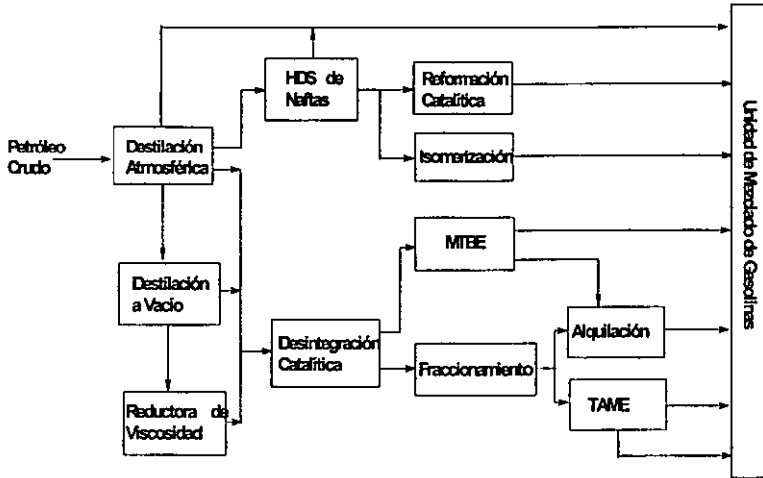 HDS de
Naftas
Reformación
Catalítica
Petróleo
Crudo
Destilación
Atmosférica
Isomerización
MTBE
Destilación
a Vacio
Desintegración
Catalítica
Fraccionamiento
Alquilación
Reductora de
Viscosidad
TAME
Unidad de Mezclado de Gasolinas